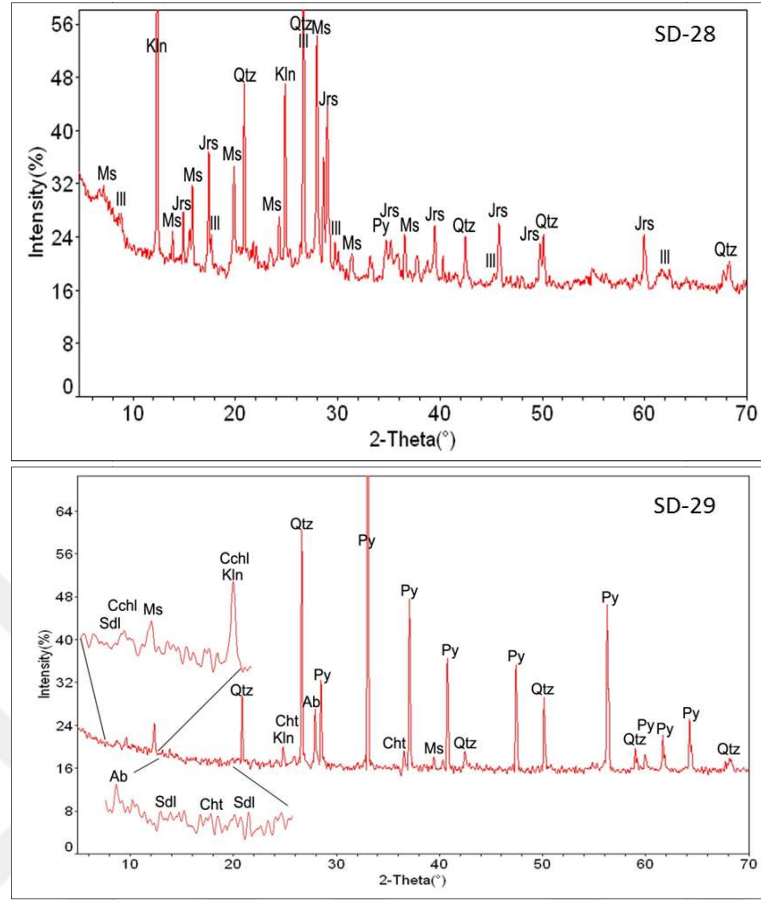 SD-28
Intensity(%)
56
48
40
32
24
16
8
0
Ms
Ill
Kln
Ms
Jrs
Ms
Jrs
Ill
Ms
Qtz
Ms
Kln
Qtz
Ill
Ms
Jrs
Ill
Ms
Py
Jrs
Ms
Jrs
Qtz
Ill
Jrs
Jrs
Qtz
Jrs
Ill
Qtz
10 20 30 40 50 60 70
2-Theta(°)
SD-29
Intensity(%)
64
56
48
40
32
24
16
8
0
Sdl
Cchl
Ms
Cchl
Kln
Qtz
Cht
Kln
Qtz
Ab
Py
Py
Py
Cht
Ms
Py
Qtz
Py
Qtz
Py
Qtz
Py
Py
Py
Qtz
Ab
Sdl
Cht
Sdl
10 20 30 40 50 60 70
2-Theta(°)